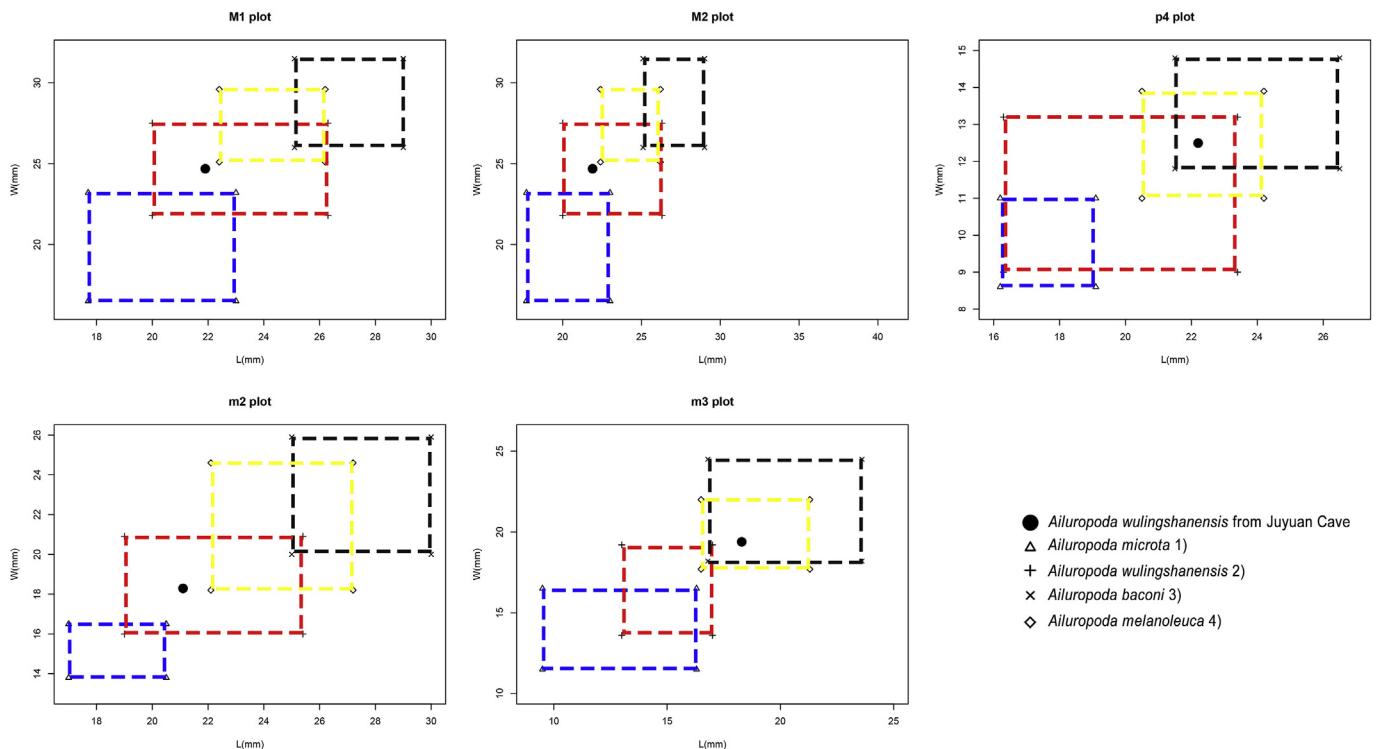 M1 plot
W(mm)
30
25
20
18 20 22 24 26 28 30
L(mm)
M2 plot
W(mm)
30
25
20
20 25 30 35 40
L(mm)
p4 plot
W(mm)
15
14
13
12
11
10
9
8
16 18 20 22 24 26
L(mm)
m2 plot
W(mm)
26
24
22
20
18
16
14
18 20 22 24 26 28 30
L(mm)
m3 plot
W(mm)
25
20
15
10
10 15 20 25
L(mm)
Ailuropoda wulingshanensis from Juyuan Cave
Ailuropoda microta 1)
Ailuropoda wulingshanensis 2)
Ailuropoda baconi 3)
Ailuropoda melanoleuca 4)